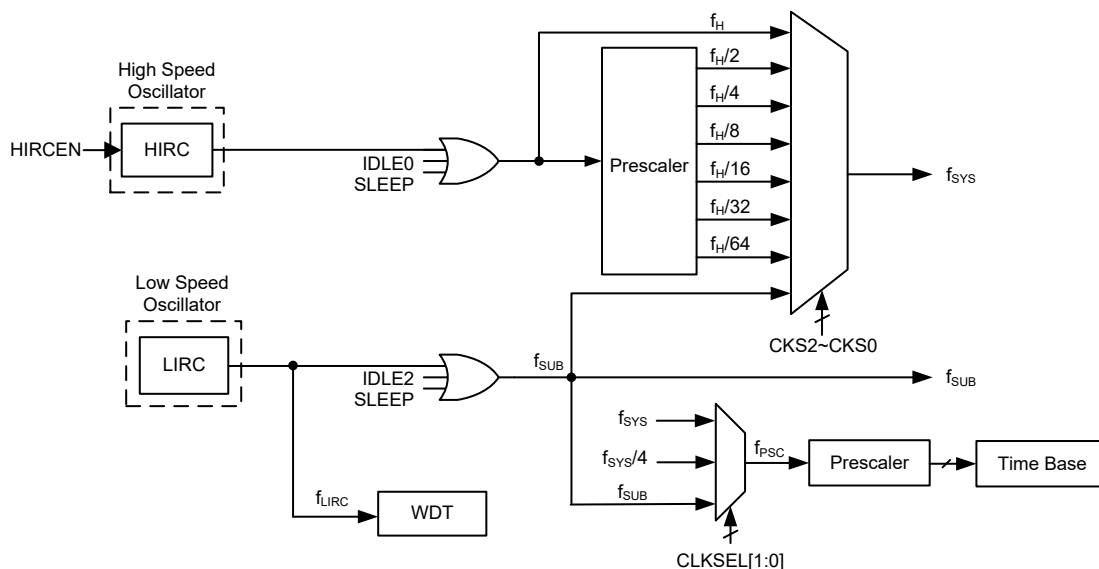 High Speed
Oscillator
HIRCEN
HIRC
IDLE0
SLEEP
Prescaler
fH
fH/2
fH/4
fH/8
fH/16
fH/32
fH/64
fSYS
CKS2~CKS0
Low Speed
Oscillator
LIRC
IDLE2
SLEEP
fSUB
fSUB
fLIRC
WDT
fSYS
fSYS/4
fSUB
CLKSEL[1:0]
fPSC
Prescaler
Time Base